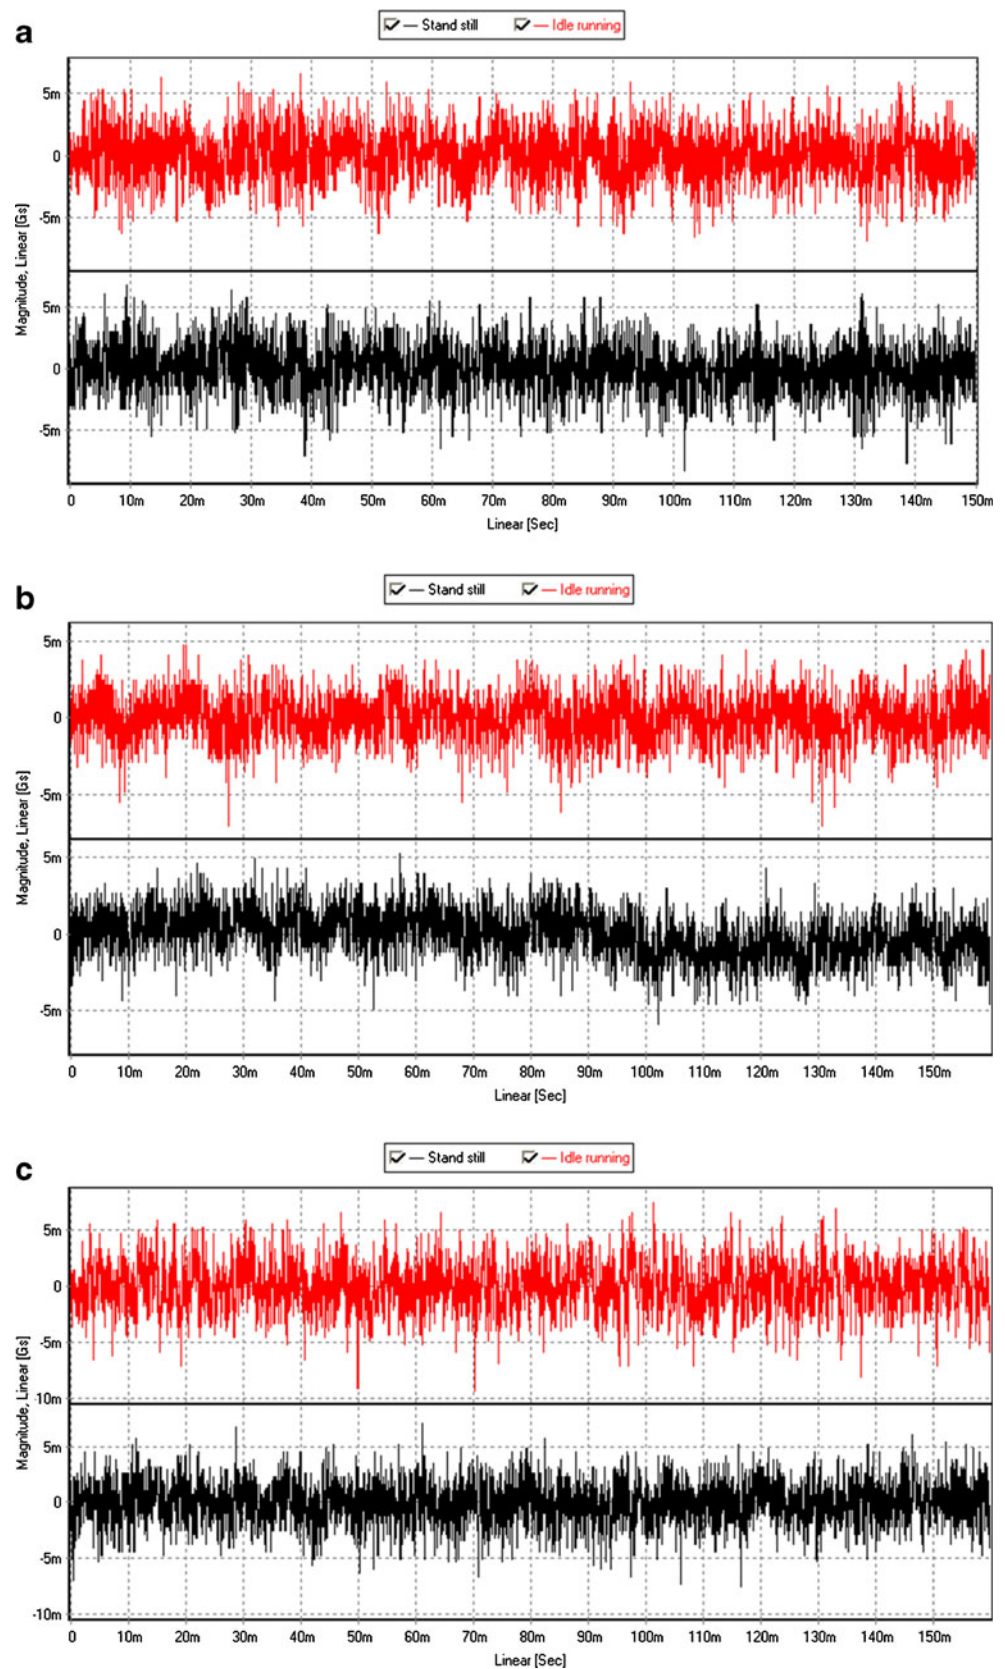 a
Stand still Idle running
5m
0
-5m
5m
0
-5m
Magnitude, Linear [Gs]
0 10m 20m 30m 40m 50m 60m 70m 80m 90m 100m 110m 120m 130m 140m 150m
Linear [Sec]
b
Stand still Idle running
5m
0
-5m
5m
0
-5m
Magnitude, Linear [Gs]
0 10m 20m 30m 40m 50m 60m 70m 80m 90m 100m 110m 120m 130m 140m 150m
Linear [Sec]
c
Stand still Idle running
5m
0
-5m
-10m
5m
0
-5m
-10m
Magnitude, Linear [Gs]
0 10m 20m 30m 40m 50m 60m 70m 80m 90m 100m 110m 120m 130m 140m 150m
Linear [Sec]